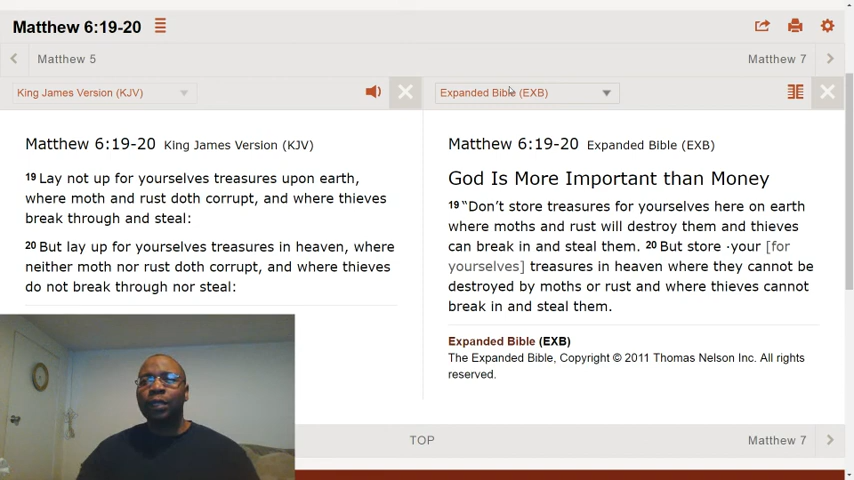 Matthew 6:19-20
Matthew 5
Matthew 7
King James Version (KJV)
Expanded Bible (EXB)
Matthew 6:19-20 King James Version (KJV)
19 Lay not up for yourselves treasures upon earth,
where moth and rust doth corrupt, and where thieves
break through and steal:
20 But lay up for yourselves treasures in heaven, where
neither moth nor rust doth corrupt, and where thieves
do not break through nor steal:
Matthew 6:19-20 Expanded Bible (EXB)
God Is More Important than Money
19 “Don’t store treasures for yourselves here on earth
where moths and rust will destroy them and thieves
can break in and steal them. 20 But store ·your [for
yourselves] treasures in heaven where they cannot be
destroyed by moths or rust and where thieves cannot
break in and steal them.
Expanded Bible (EXB)
The Expanded Bible, Copyright © 2011 Thomas Nelson Inc. All rights
reserved.
TOP
Matthew 7